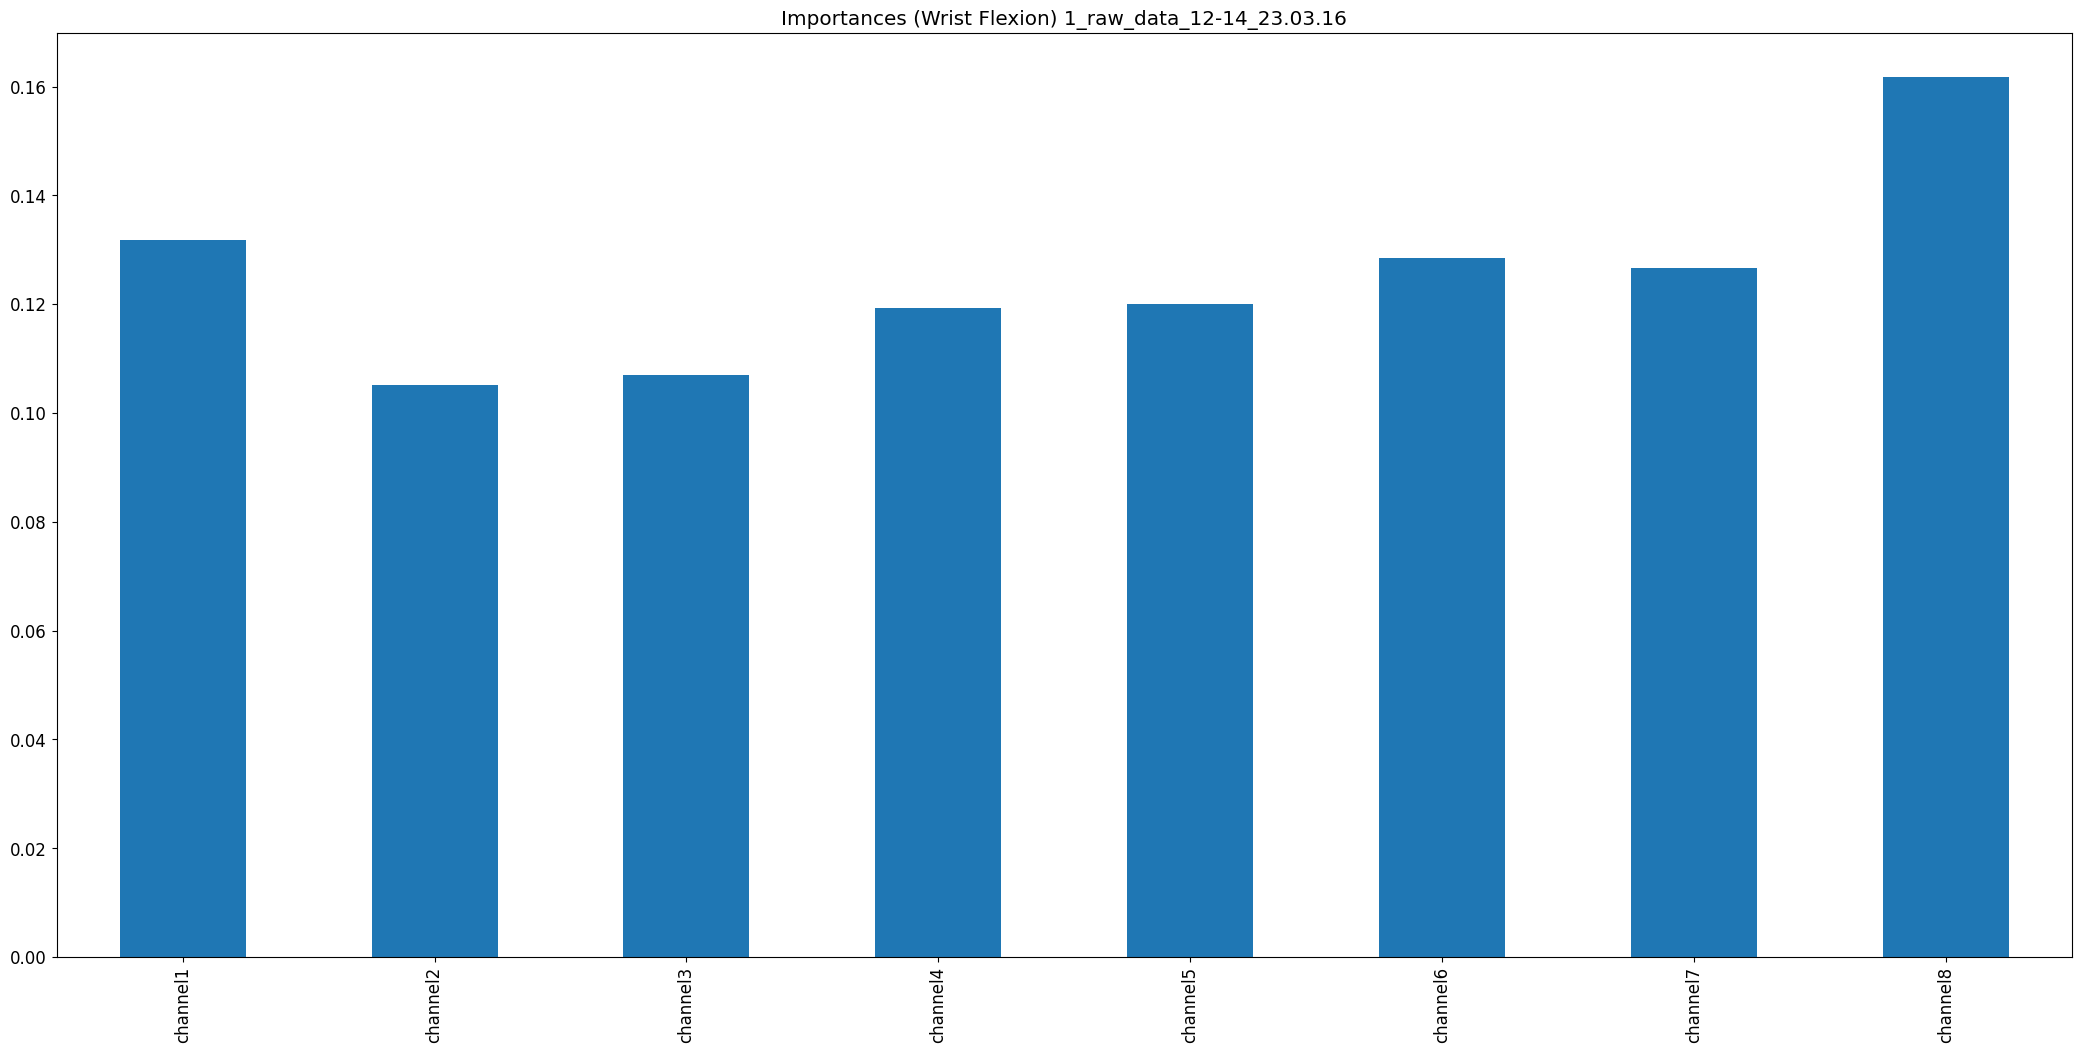 Importances (Wrist Flexion) 1_raw_data_12-14_23.03.16
0.16
0.14
0.12
0.10
0.08
0.06
0.04
0.02
0.00
channel1
channel2
channel3
channel4
channel5
channel6
channel7
channel8